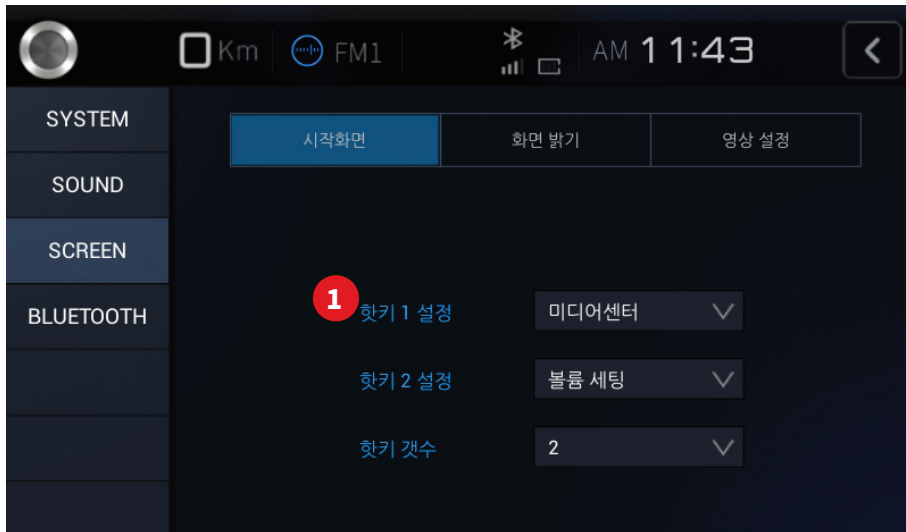 0 Km FM1 AM 11:43
SYSTEM
SOUND
SCREEN
BLUETOOTH
시작화면 화면 밝기 영상 설정
1
핫키 1 설정 미디어센터
핫키 2 설정 볼륨 세팅
핫키 갯수 2